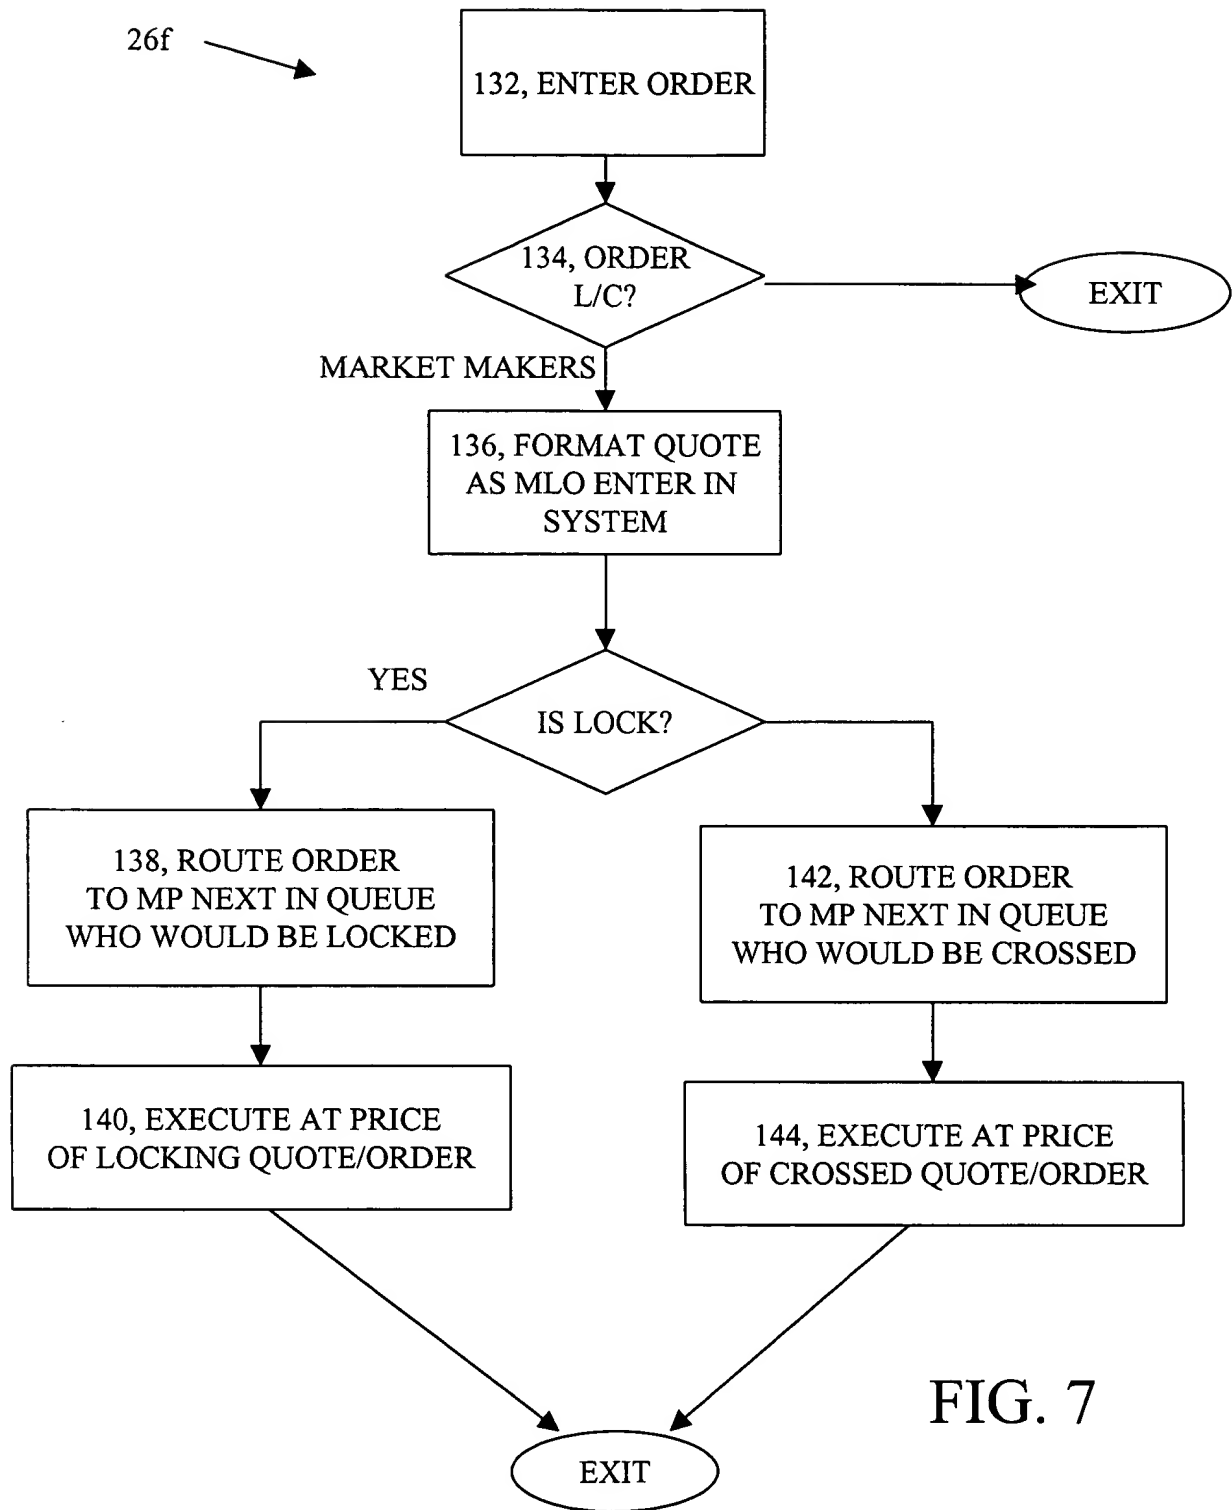 26f
132, ENTER ORDER
134, ORDER
L/C?
EXIT
MARKET MAKERS
136, FORMAT QUOTE
AS MLO ENTER IN
SYSTEM
YES
IS LOCK?
138, ROUTE ORDER
TO MP NEXT IN QUEUE
WHO WOULD BE LOCKED
142, ROUTE ORDER
TO MP NEXT IN QUEUE
WHO WOULD BE CROSSED
140, EXECUTE AT PRICE
OF LOCKING QUOTE/ORDER
144, EXECUTE AT PRICE
OF CROSSED QUOTE/ORDER
FIG. 7
EXIT